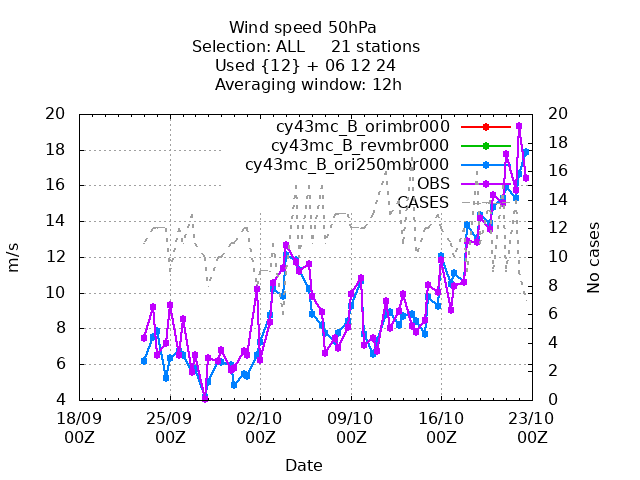 Wind speed 50hPa
Selection: ALL 21 stations
Used {12} + 06 12 24
Averaging window: 12h
cy43mc_B_orimbr000
cy43mc_B_revmbr000
cy43mc_B_ori250mbr000
OBS
CASES
20
18
16
14
12
10
8
6
4
m/s
20
18
16
14
12
10
8
6
4
2
0
No cases
18/09 25/09 02/10 09/10 16/10 23/10
00Z 00Z 00Z 00Z 00Z 00Z
Date